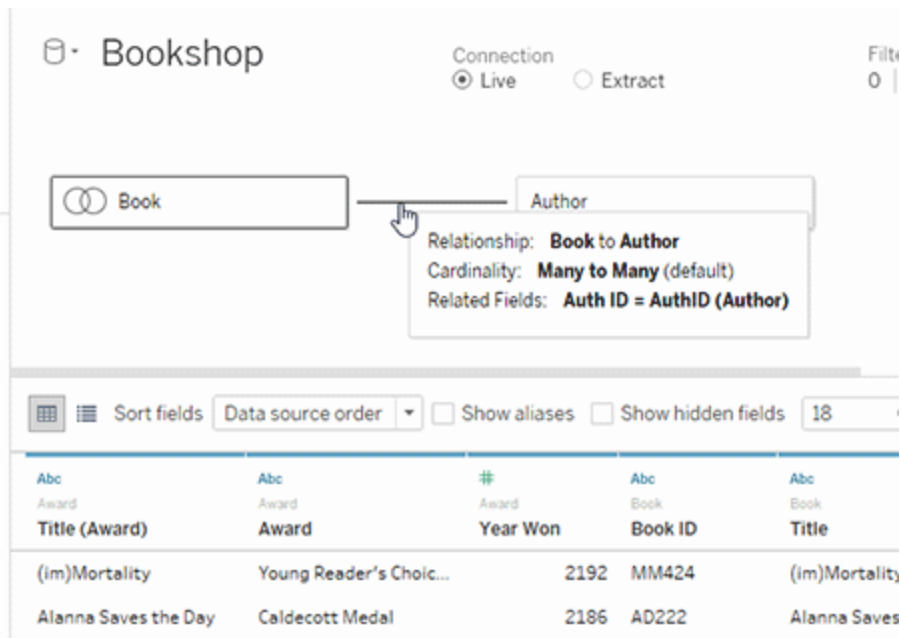 Bookshop
Connection
Live
Extract
0
Book
Author
Relationship: Book to Author
Cardinality: Many to Many (default)
Related Fields: Auth ID = AuthID (Author)
Sort fields
Data source order
Show aliases
Show hidden fields
18
Abc Abc # Abc Abc
Award Award Award Book Book
Title (Award) Award Year Won Book ID Title
(im)Mortality Young Reader's Choic... 2192 MM424 (im)Mortality
Alanna Saves the Day Caldecott Medal 2186 AD222 Alanna Saves